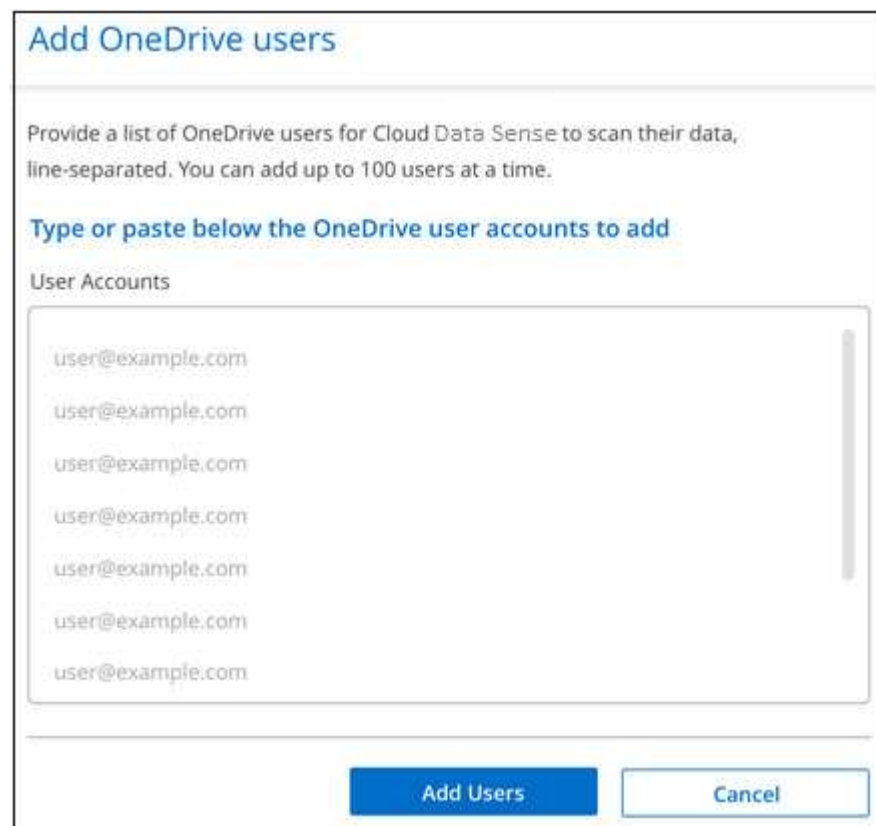 Add OneDrive users
Provide a list of OneDrive users for Cloud Data Sense to scan their data,
line-separated. You can add up to 100 users at a time.
Type or paste below the OneDrive user accounts to add
User Accounts
user@example.com
user@example.com
user@example.com
user@example.com
user@example.com
user@example.com
user@example.com
Add Users
Cancel